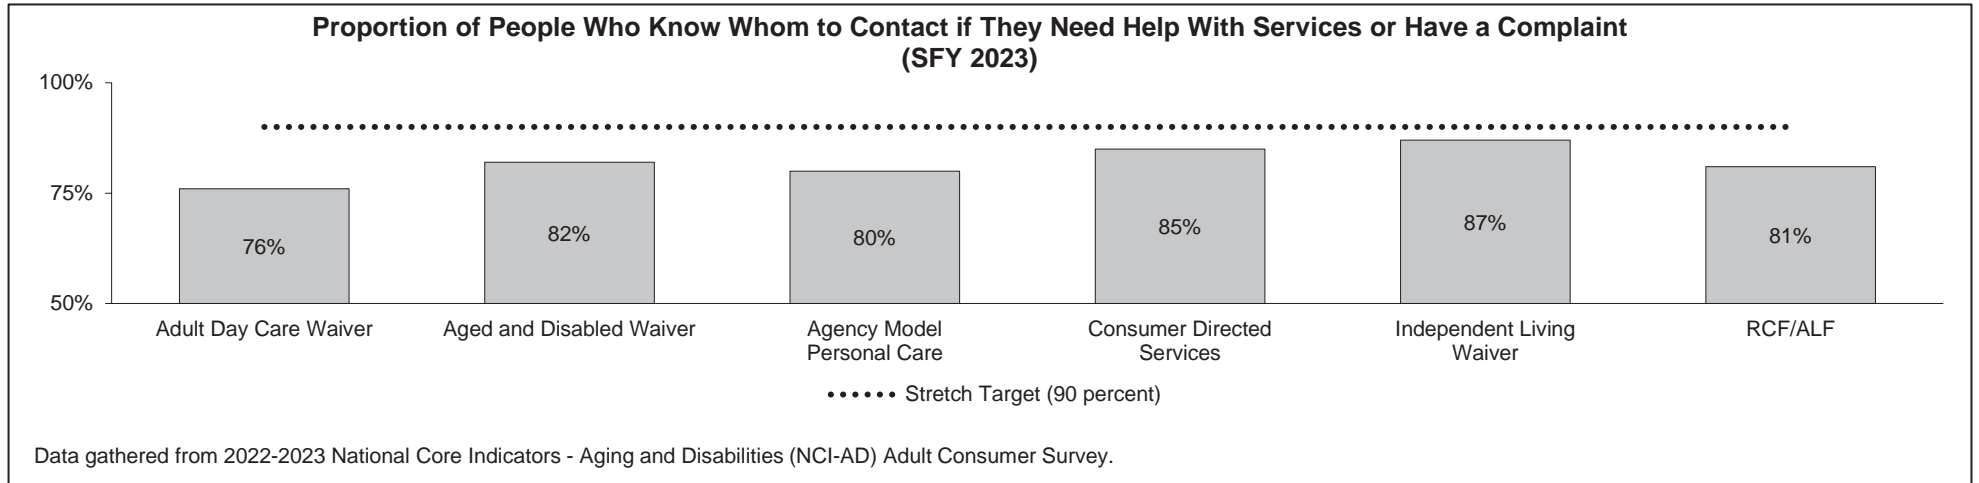 Proportion of People Who Know Whom to Contact if They Need Help With Services or Have a Complaint
(SFY 2023)
100%
75%
50%
76%
82%
80%
85%
87%
81%
Adult Day Care Waiver
Aged and Disabled Waiver
Agency Model
Personal Care
Consumer Directed
Services
Independent Living
Waiver
RCF/ALF
Stretch Target (90 percent)
Data gathered from 2022-2023 National Core Indicators - Aging and Disabilities (NCI-AD) Adult Consumer Survey.